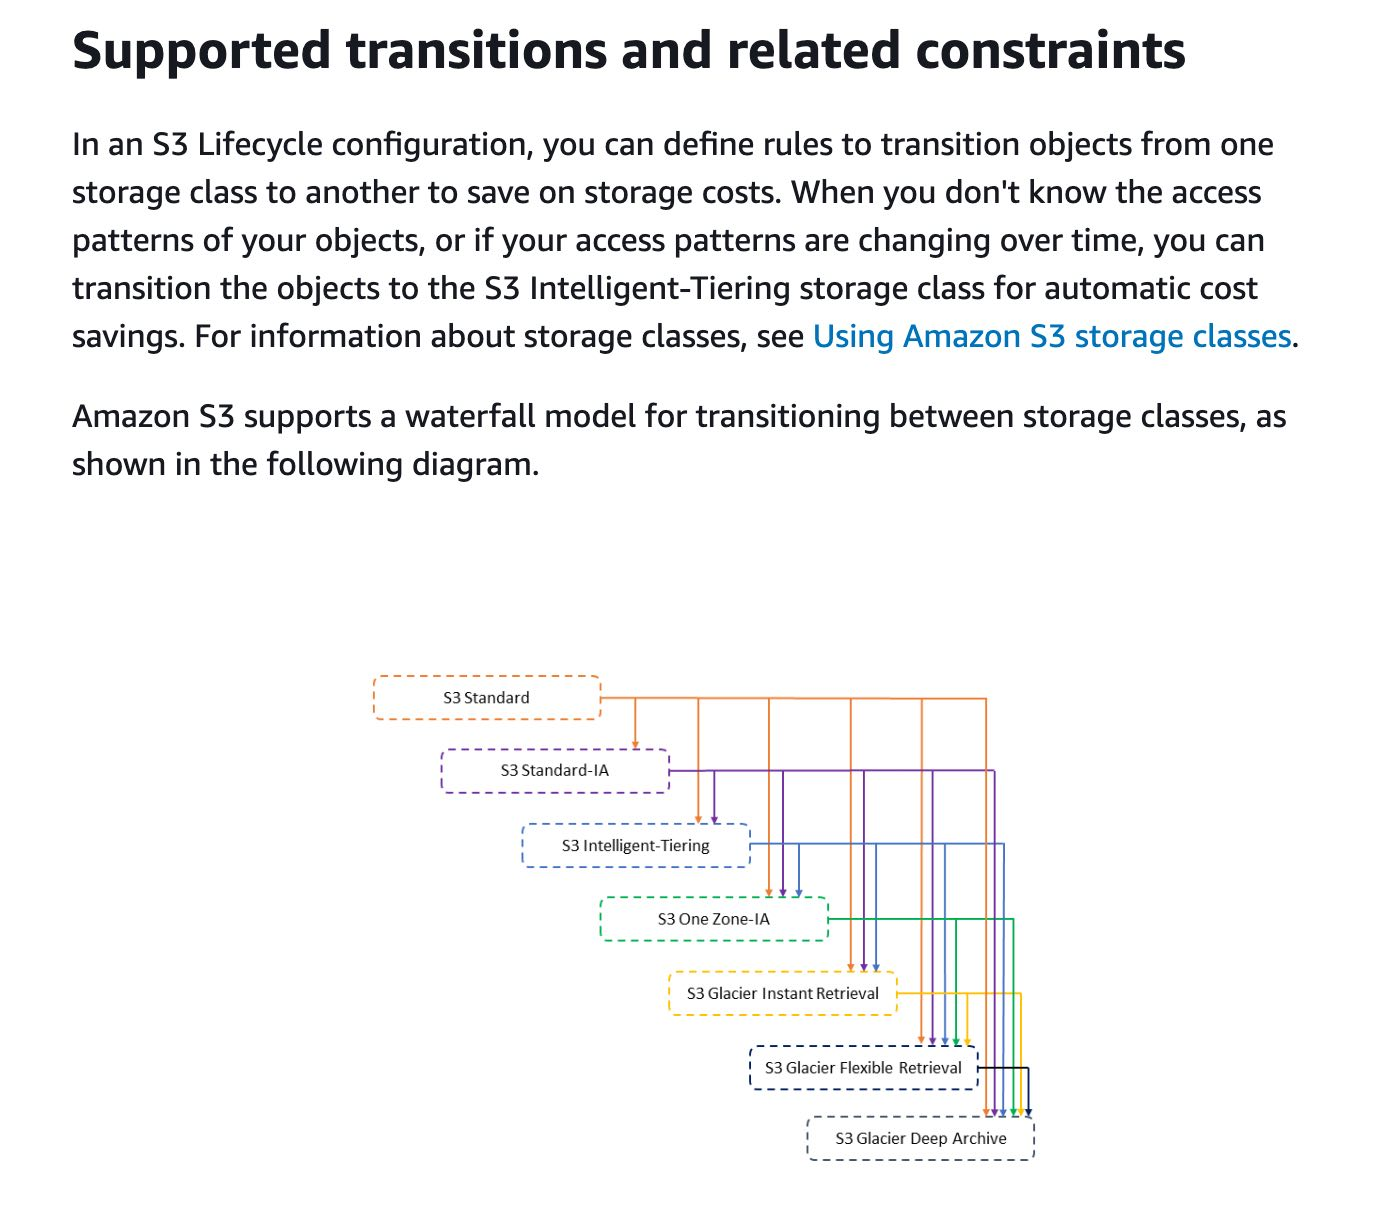 Supported transitions and related constraints
In an S3 Lifecycle configuration, you can define rules to transition objects from one
storage class to another to save on storage costs. When you don't know the access
patterns of your objects, or if your access patterns are changing over time, you can
transition the objects to the S3 Intelligent-Tiering storage class for automatic cost
savings. For information about storage classes, see Using Amazon S3 storage classes.
Amazon S3 supports a waterfall model for transitioning between storage classes, as
shown in the following diagram.
S3 Standard
S3 Standard-IA
S3 Intelligent-Tiering
S3 One Zone-IA
S3 Glacier Instant Retrieval
S3 Glacier Flexible Retrieval
S3 Glacier Deep Archive